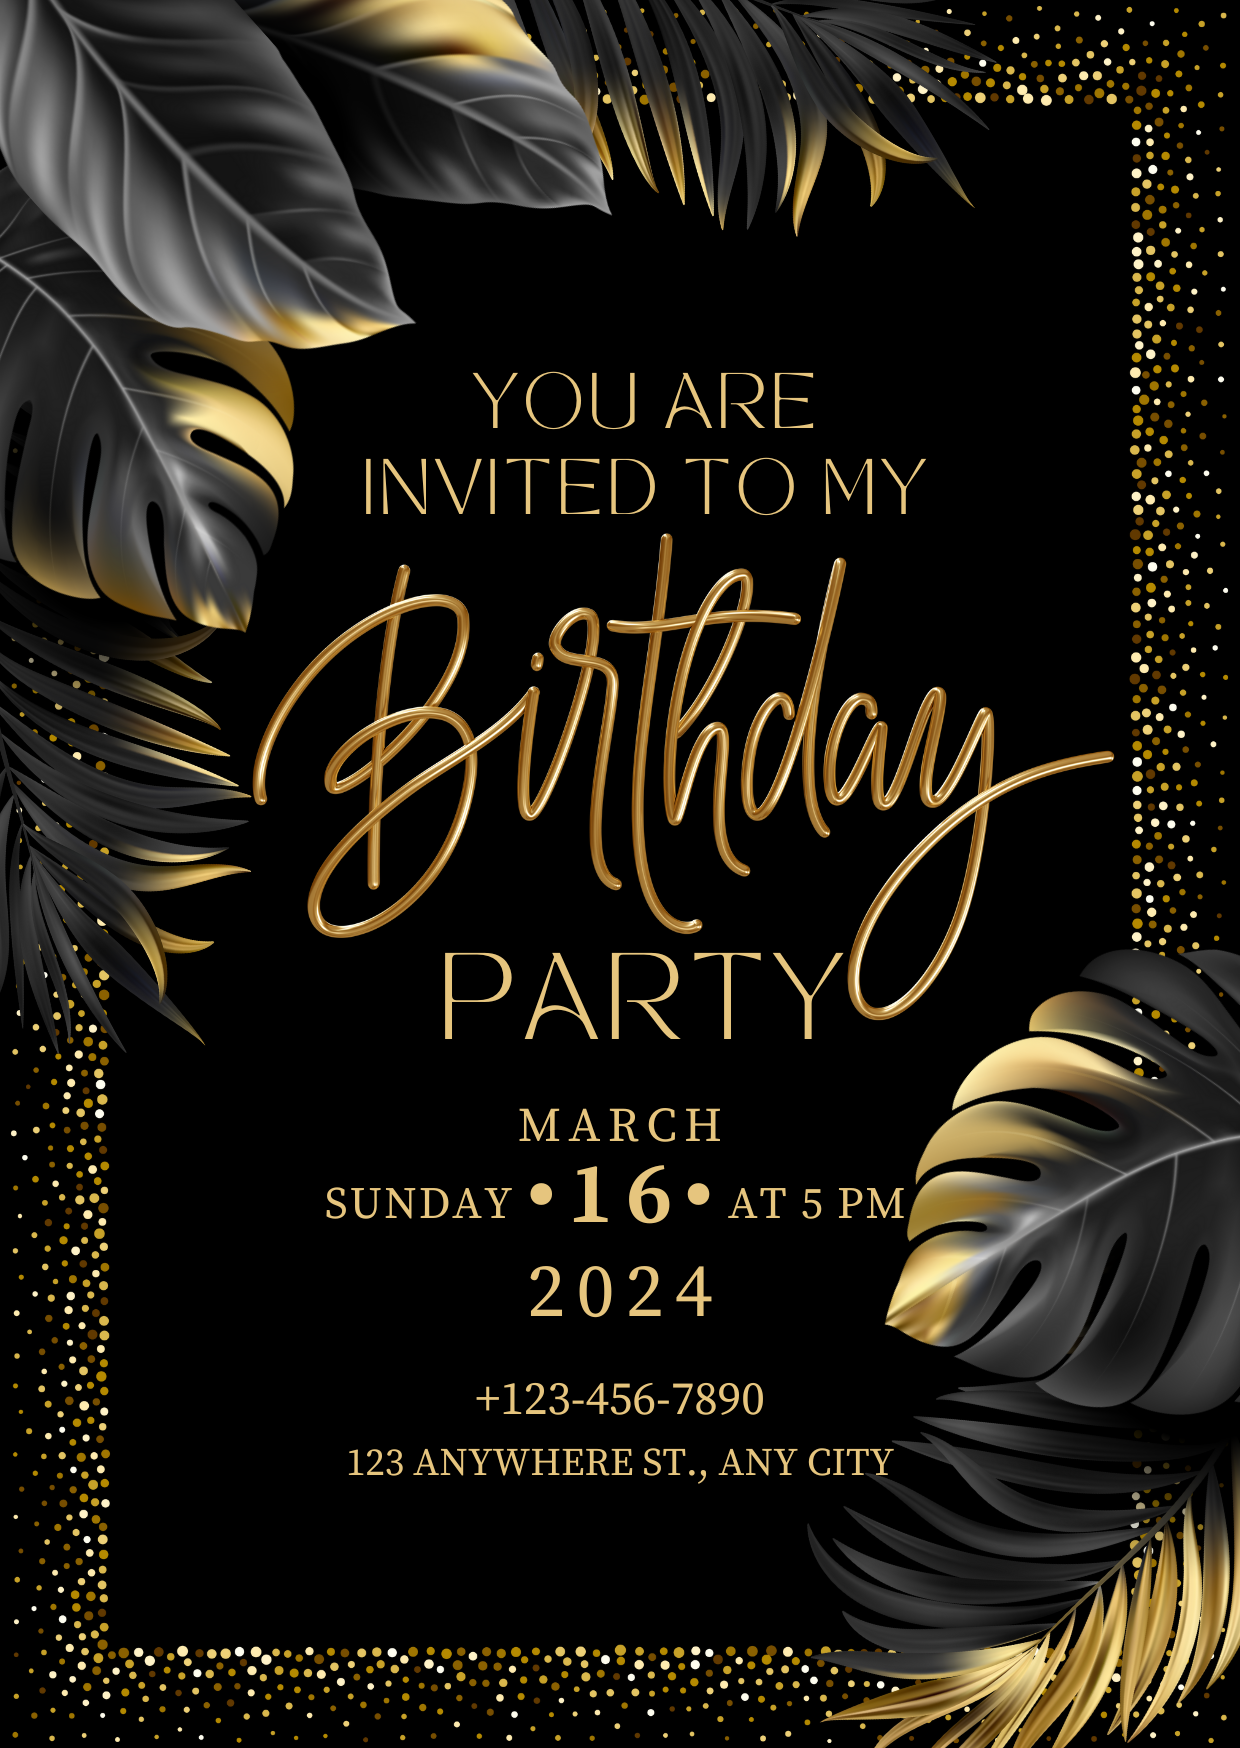 YOU ARE
INVITED TO MY
Birthday
PARTY
MARCH
SUNDAY •16• AT 5 PM
2024
+123-456-7890
123 ANYWHERE ST., ANY CITY